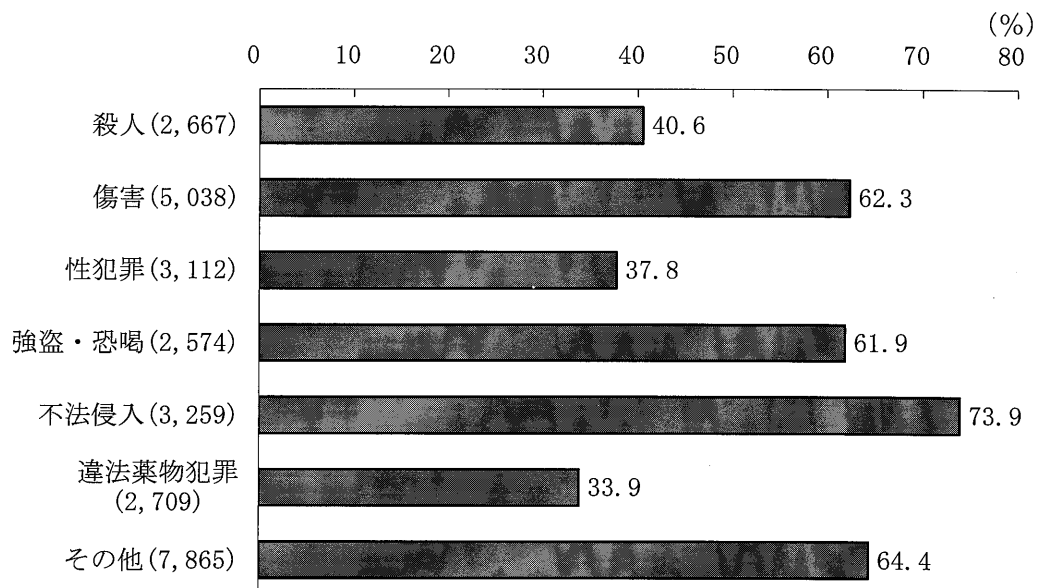 (%)
0 10 20 30 40 50 60 70 80
殺人(2,667) 40.6
傷害(5,038) 62.3
性犯罪(3,112) 37.8
強盗・恐喝(2,574) 61.9
不法侵入(3,259) 73.9
違法薬物犯罪
(2,709) 33.9
その他(7,865) 64.4